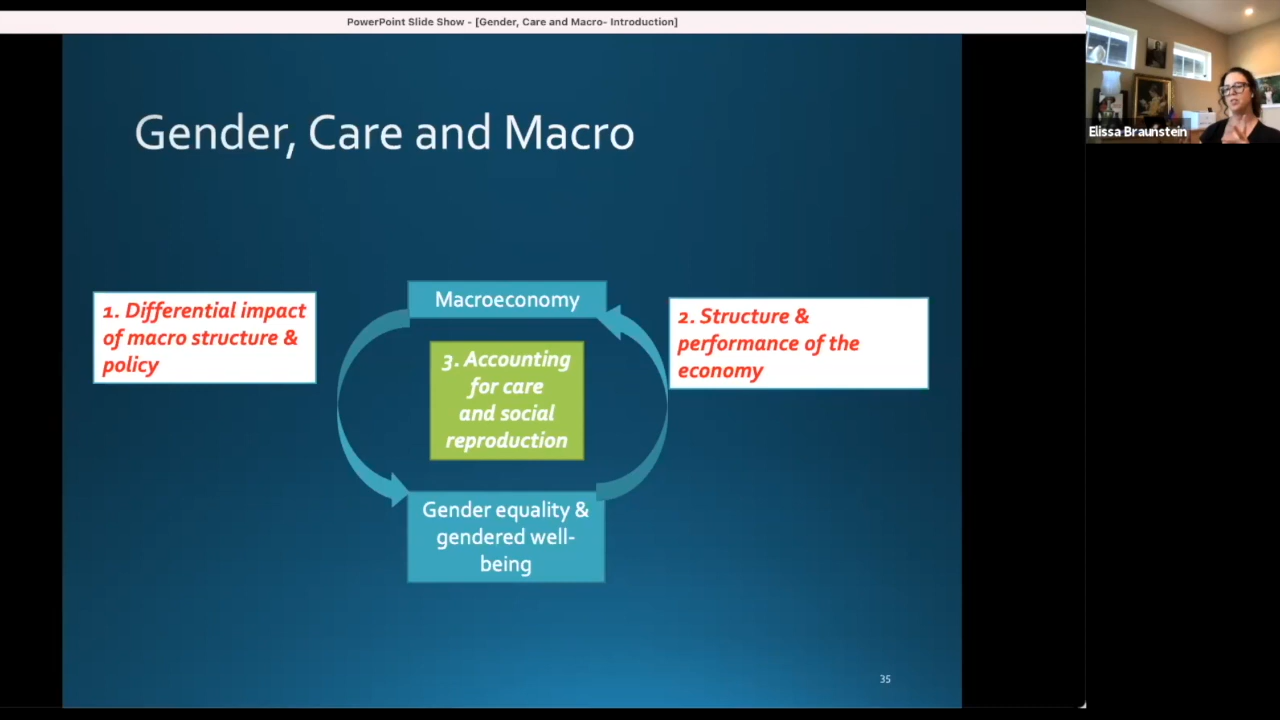 PowerPoint Slide Show - [Gender, Care and Macro- Introduction]
Elissa Braunstein
Gender, Care and Macro
Macroeconomy
1. Differential impact
of macro structure &
policy
2. Structure &
performance of the
economy
3. Accounting
for care
and social
reproduction
Gender equality &
gendered well-
being
35